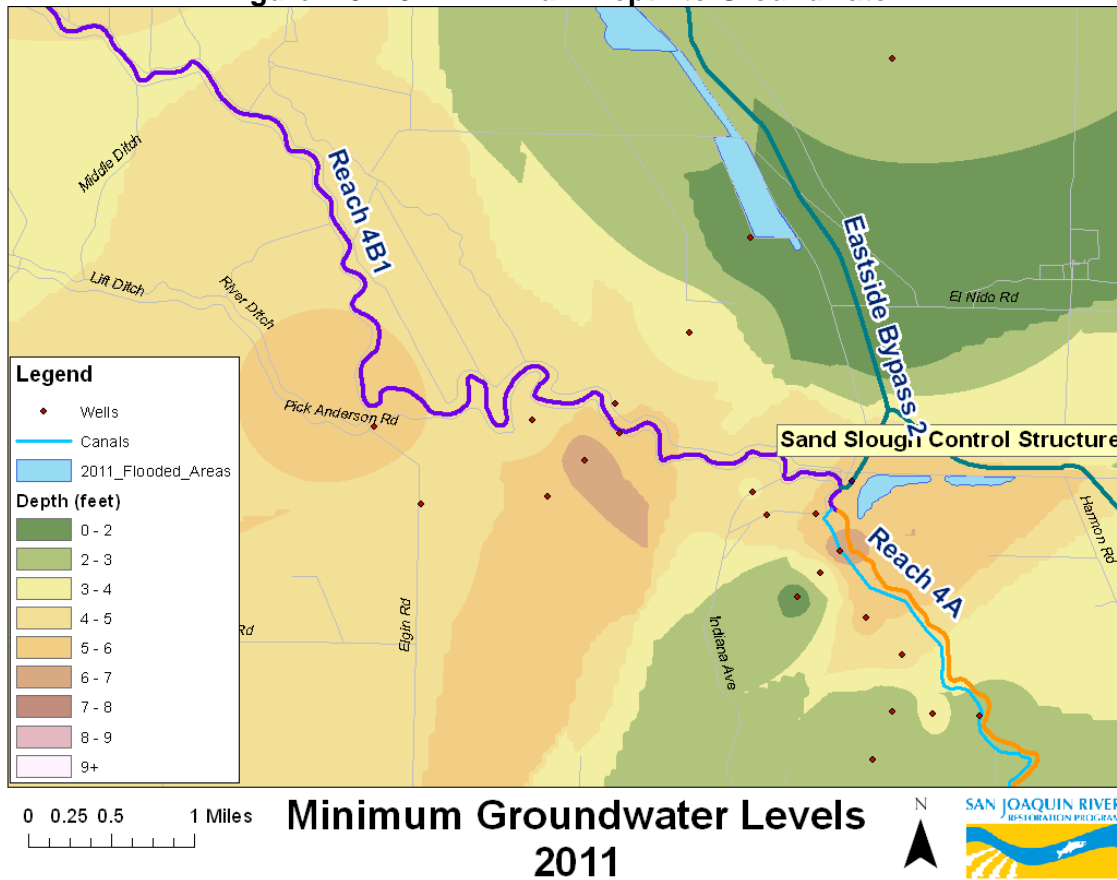 Middle Ditch
Reach 4B1
Lift Ditch
River Ditch
Eastside Bypass 2
El Nido Rd
Pick Anderson Rd
Sand Slough Control Structure
Harmon Rd
Reach 4A
Indiana Ave
Elgin Rd
Rd
Legend
Wells
Canals
2011_Flooded_Areas
Depth (feet)
0 - 2
2 - 3
3 - 4
4 - 5
5 - 6
6 - 7
7 - 8
8 - 9
9+
0 0.25 0.5 1 Miles
Minimum Groundwater Levels
2011
N
SAN JOAQUIN RIVER
RESTORATION PROGRAM